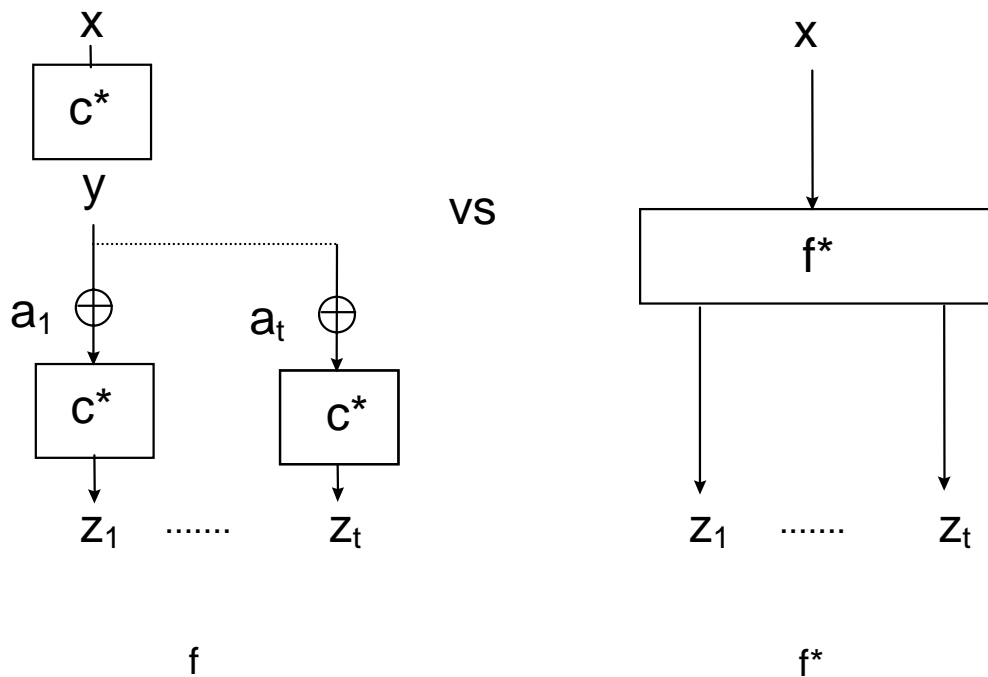 x
c*
y
a₁
aₜ
c*
c*
z₁ ....... zₜ
f
vs
x
f*
z₁ ....... zₜ
f*